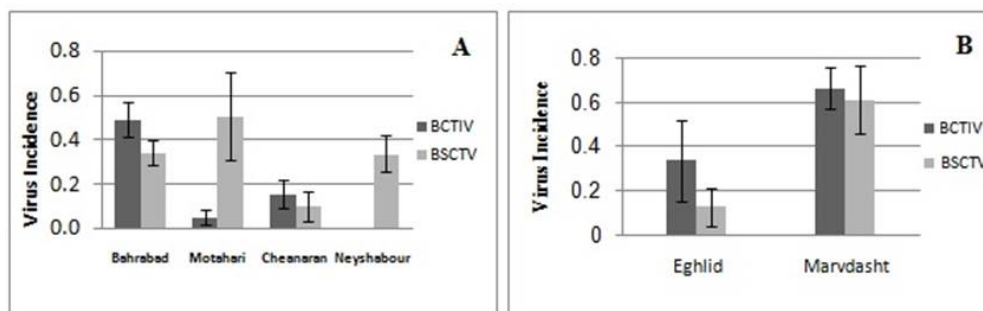 A
Virus Incidence
0.8
0.6
0.4
0.2
0.0
Bahrabad Motahari Cheanaran Neyshabour
BCTIV
BSCTV
B
Virus Incidence
0.8
0.6
0.4
0.2
0
Eghlid Marvdasht
BCTIV
BSCTV